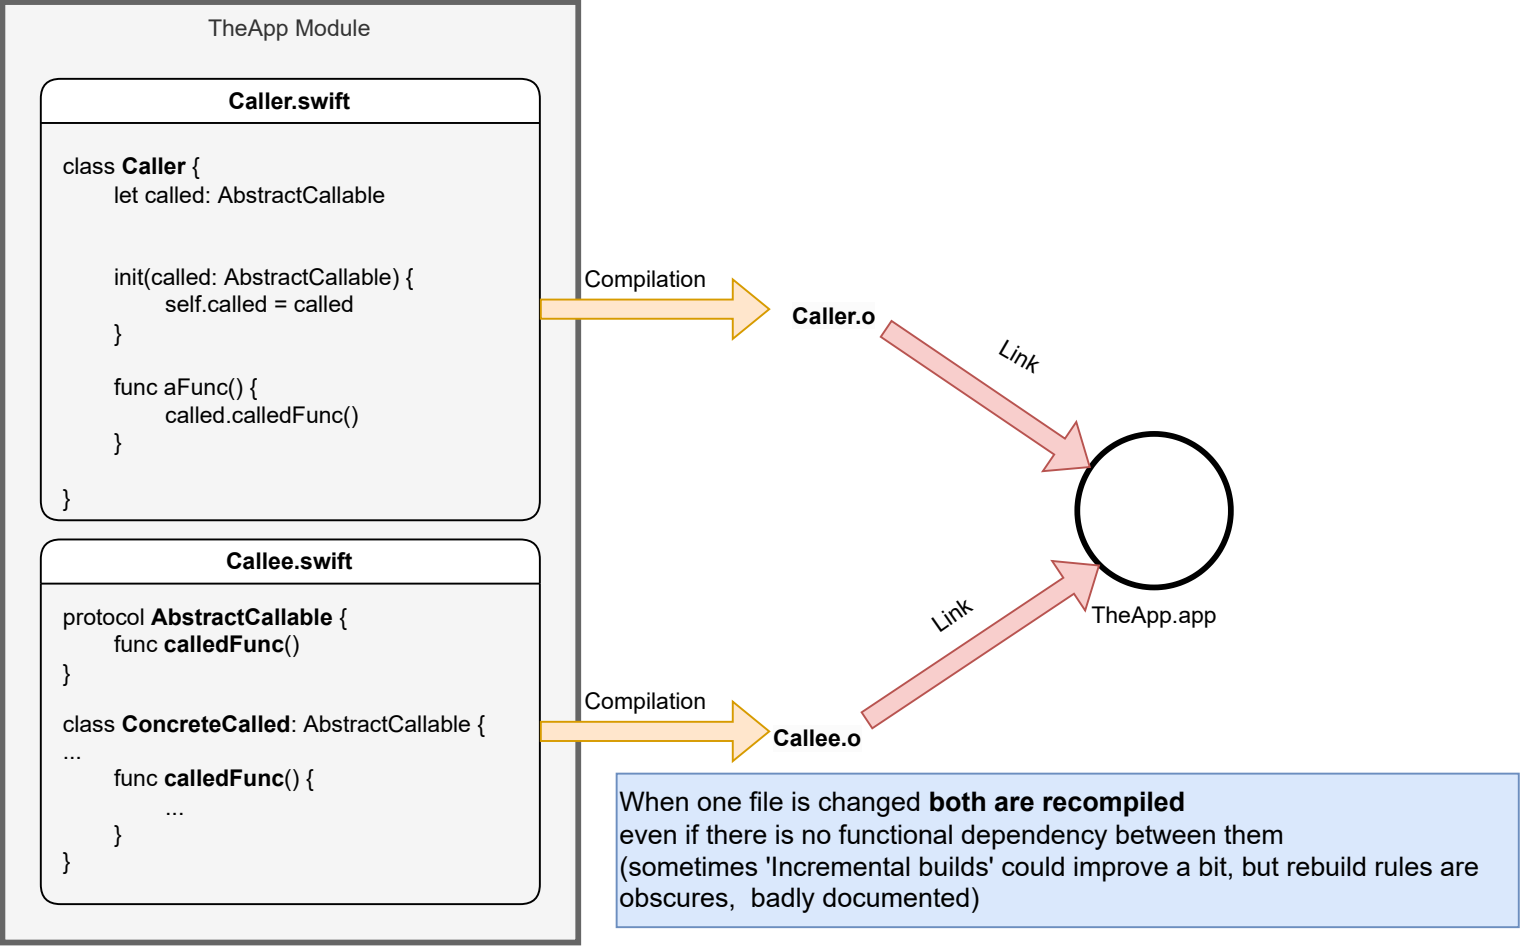 TheApp Module
Caller.swift
class Caller {
let called: AbstractCallable
init(called: AbstractCallable) {
self.called = called
}
func aFunc() {
called.calledFunc()
}
}
Compilation
Caller.o
Link
Callee.swift
protocol AbstractCallable {
func calledFunc()
}
class ConcreteCalled: AbstractCallable {
...
func calledFunc() {
...
}
}
Compilation
Callee.o
Link
TheApp.app
When one file is changed both are recompiled
even if there is no functional dependency between them
(sometimes 'Incremental builds' could improve a bit, but rebuild rules are
obscures,  badly documented)